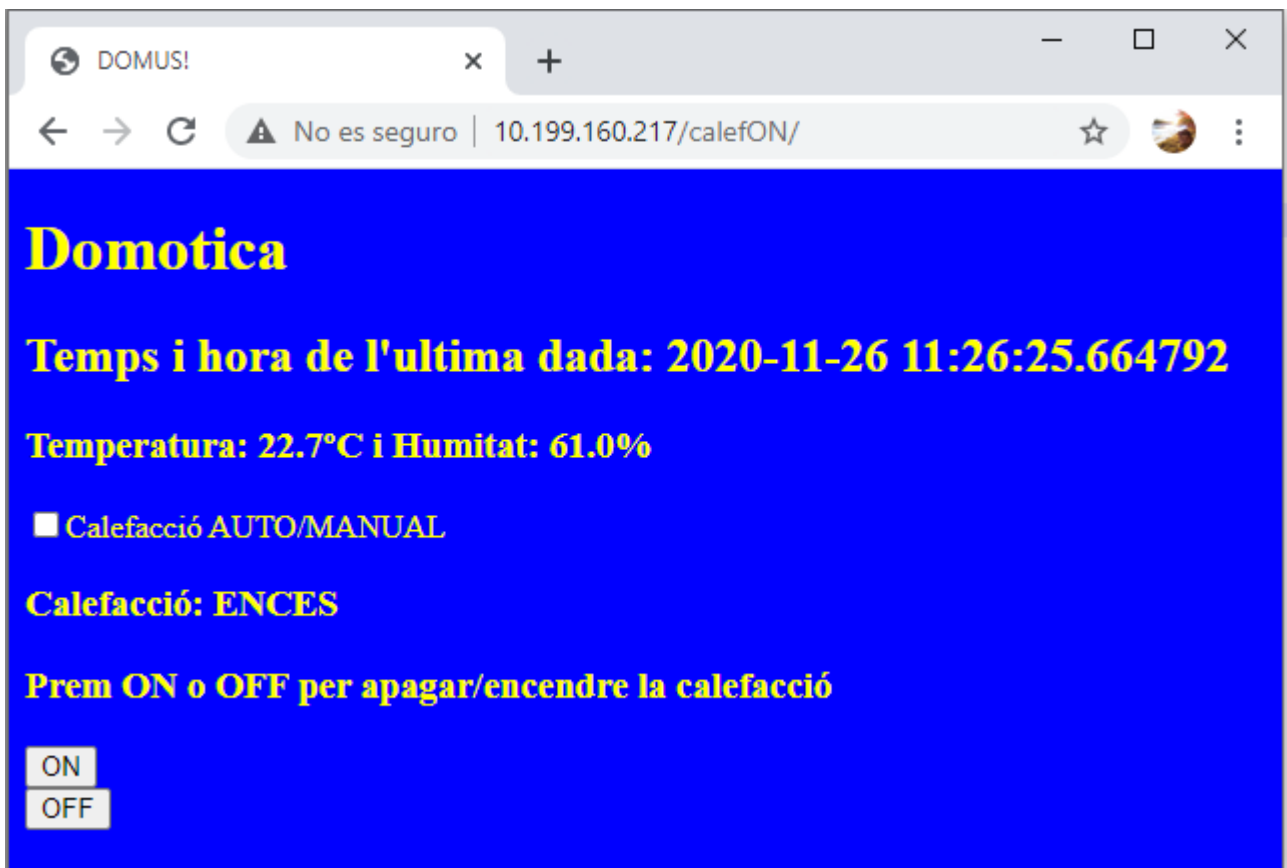 DOMUS!
No es seguro | 10.199.160.217/calefON/
Domotica
Temps i hora de l'ultima dada: 2020-11-26 11:26:25.664792
Temperatura: 22.7ºC i Humitat: 61.0%
Calefacció AUTO/MANUAL
Calefacció: ENCES
Prem ON o OFF per apagar/encendre la calefacció
ON
OFF